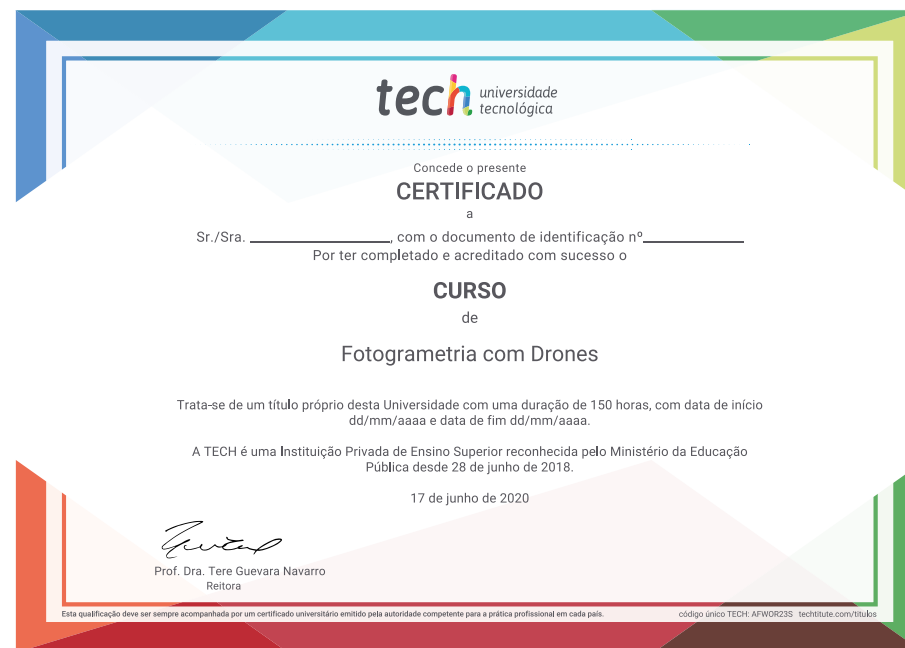 tech universidade
tecnológica
Concede o presente
CERTIFICADO
a
Sr./Sra. ____________________, com o documento de identificação nº______________
Por ter completado e acreditado com sucesso o
CURSO
de
Fotogrametria com Drones
Trata-se de um título próprio desta Universidade com uma duração de 150 horas, com data de início
dd/mm/aaaa e data de fim dd/mm/aaaa.
A TECH é uma Instituição Privada de Ensino Superior reconhecida pelo Ministério da Educação
Pública desde 28 de junho de 2018.
17 de junho de 2020
Prof. Dra. Tere Guevara Navarro
Reitora
Esta qualificação deve ser sempre acompanhada por um certificado universitário emitido pela autoridade competente para a prática profissional em cada país.
código único TECH: AFWOR23S techtitute.com/titulos